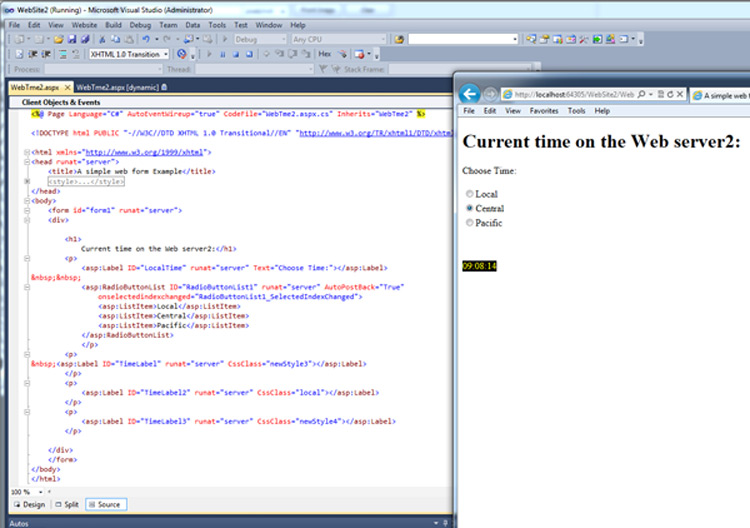 WebSite2 (Running) - Microsoft Visual Studio (Administrator)
File Edit View Website Build Debug Team Data Tools Test Window Help
Debug Any CPU
XHTML 1.0 Transition Hex
Process: Thread: Stack Frame:
WebTme2.aspx WebTme2.aspx [dynamic]
Client Objects & Events
<%@ Page Language="C#" AutoEventWireup="true" CodeFile="WebTme2.aspx.cs" Inherits="WebTme2" %>
<!DOCTYPE html PUBLIC "-//W3C//DTD XHTML 1.0 Transitional//EN" "http://www.w3.org/TR/xhtml1/DTD/xhtml
<html xmlns="http://www.w3.org/1999/xhtml">
<head runat="server">
<title>A simple web form Example</title>
<style>...</style>
</head>
<body>
<form id="form1" runat="server">
<div>
<h1>
Current time on the Web server2:</h1>
<p>
<asp:Label ID="LocalTime" runat="server" Text="Choose Time:"></asp:Label>
&nbsp;&nbsp;
<asp:RadioButtonList ID="RadioButtonList1" runat="server" AutoPostBack="True"
onselectedindexchanged="RadioButtonList1_SelectedIndexChanged">
<asp:ListItem>Local</asp:ListItem>
<asp:ListItem>Central</asp:ListItem>
<asp:ListItem>Pacific</asp:ListItem>
</asp:RadioButtonList>
</p>
<p>
&nbsp;<asp:Label ID="TimeLabel" runat="server" CssClass="newStyle3"></asp:Label>
</p>
<p>
<asp:Label ID="TimeLabel2" runat="server" CssClass="local"></asp:Label>
</p>
<p>
<asp:Label ID="TimeLabel3" runat="server" CssClass="newStyle4"></asp:Label>
</p>
</div>
</form>
</body>
</html>
100 %
Design Split Source
Autos
http://localhost:64305/WebSite2/Web
A simple web
File Edit View Favorites Tools Help
Current time on the Web server2:
Choose Time:
Local
Central
Pacific
09:08:14